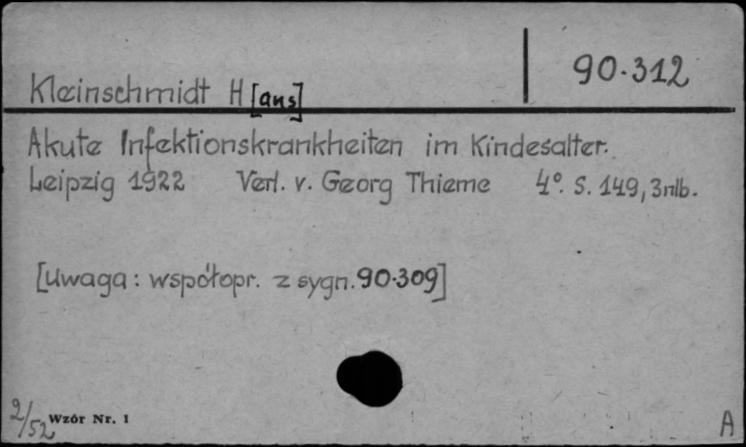 90.312
Kleinschmidt H[ans]
Akute Infektionskrankheiten im Kindesalter.
Leipzig 1922 Verl. v. Georg Thieme 4°. S. 149, 3nlb.
[Uwaga: współopr. z sygn. 90.309]
2/52 Wzór Nr. 1
A